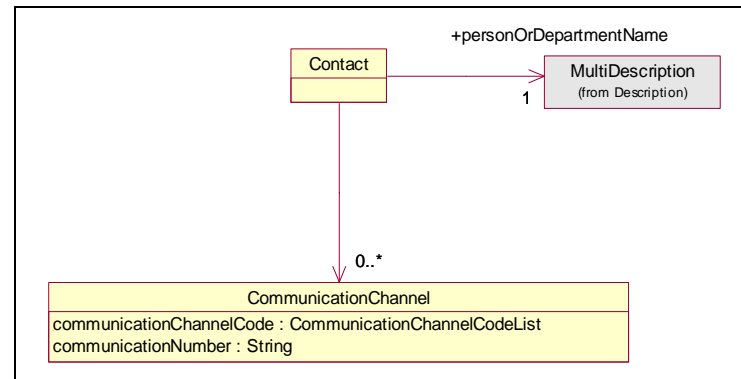 +personOrDepartmentName
Contact
MultiDescription
(from Description)
1
0..*
CommunicationChannel
communicationChannelCode : CommunicationChannelCodeList
communicationNumber : String